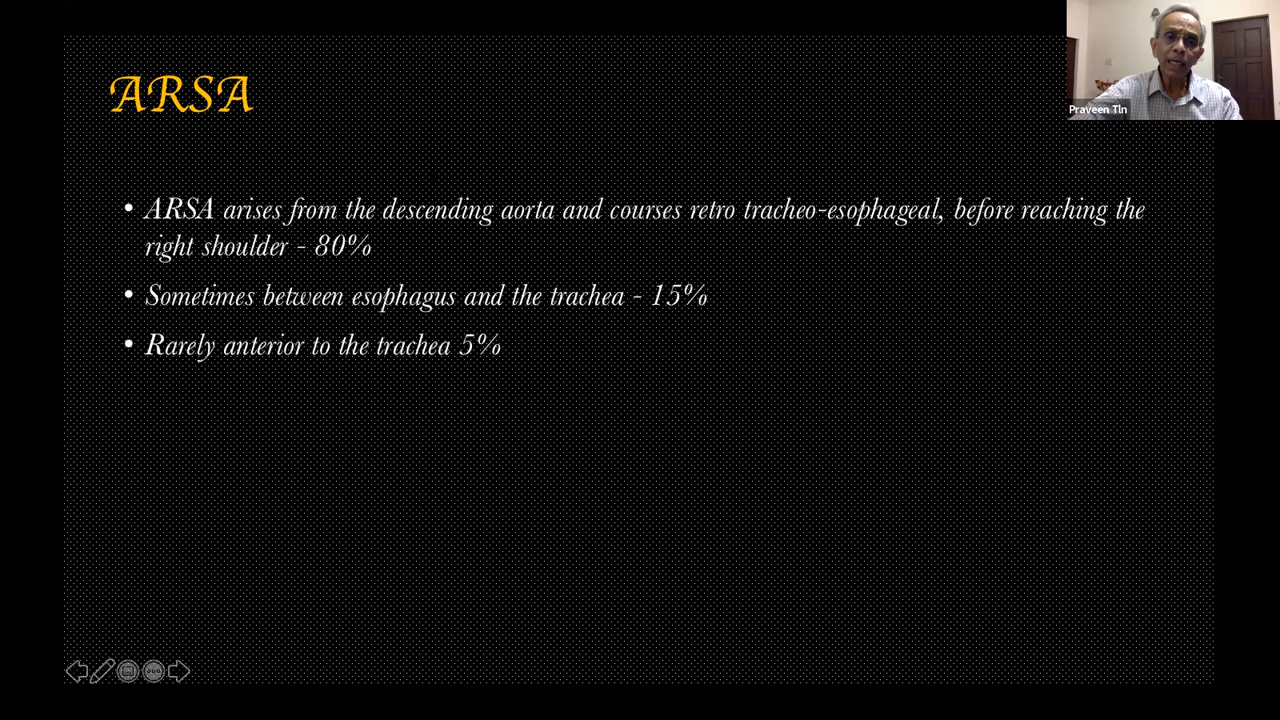 ARSA
• ARSA arises from the descending aorta and courses retro tracheo-esophageal, before reaching the
right shoulder - 80%
• Sometimes between esophagus and the trachea - 15%
• Rarely anterior to the trachea 5%
Praveen Tln